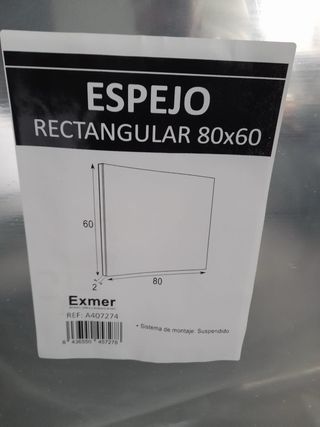 ESPEJO
RECTANGULAR 80x60
60
2
80
Exmer
REF: A407274
• Sistema de montaje: Suspendido